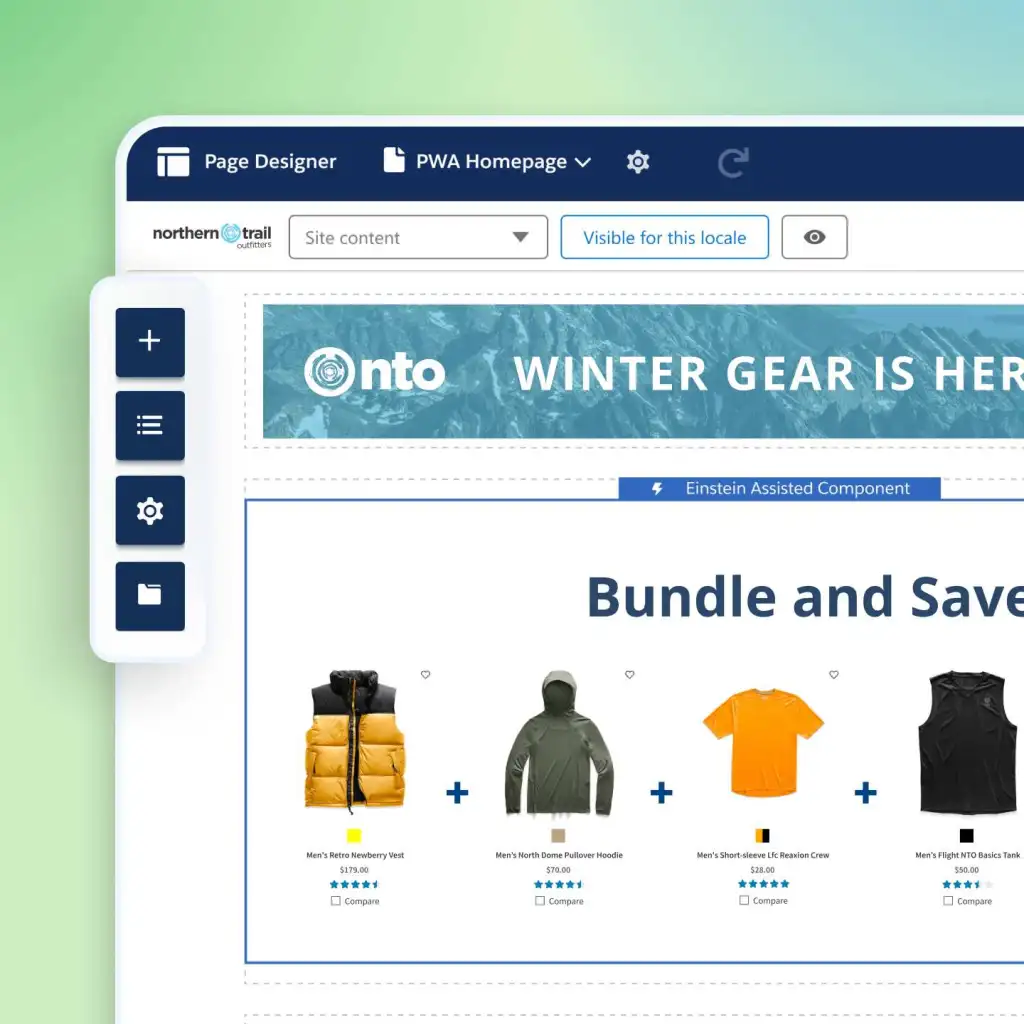 Page Designer
PWA Homepage
northern trail
outfitters
Site content
Visible for this locale
nto
WINTER GEAR IS HER
Einstein Assisted Component
Bundle and Save
Men's Retro Newberry Vest
$179.00
Compare
Men's North Dome Pullover Hoodie
$70.00
Compare
Men's Short-sleeve Lfc Reaxion Crew
$28.00
Compare
Men's Flight NTO Basics Tank
$50.00
Compare